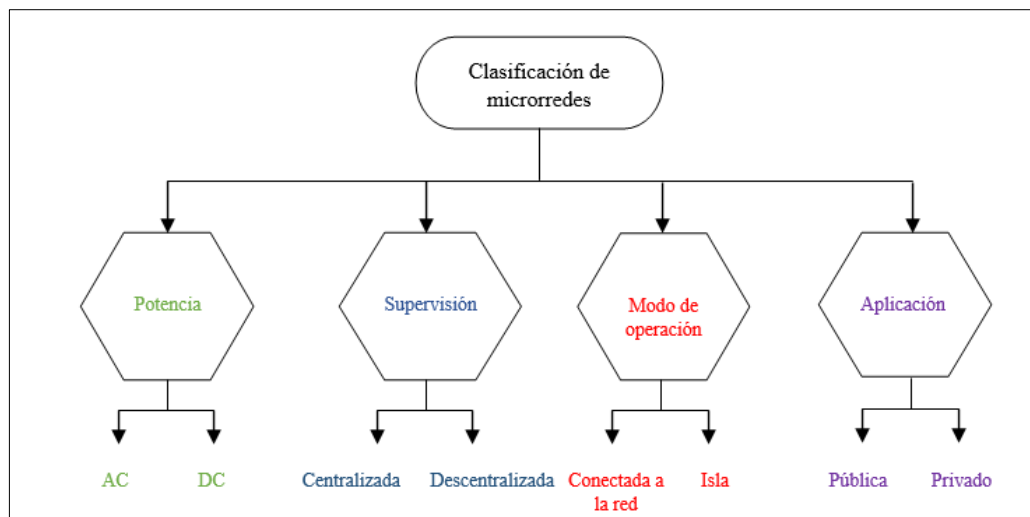 Clasificación de
microrredes
Potencia
Supervisión
Modo de
operación
Aplicación
AC
DC
Centralizada
Descentralizada
Conectada a
la red
Isla
Pública
Privado